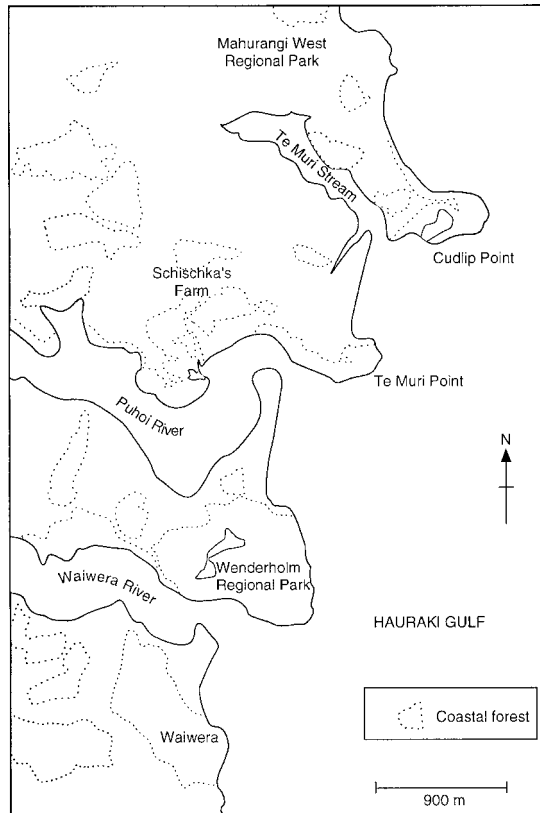 Mahurangi West
Regional Park
Te Muri Stream
Cudlip Point
Schischka's
Farm
Te Muri Point
Puhoi River
N
Wenderholm
Regional Park
Waiwera River
HAURAKI GULF
Coastal forest
Waiwera
900 m